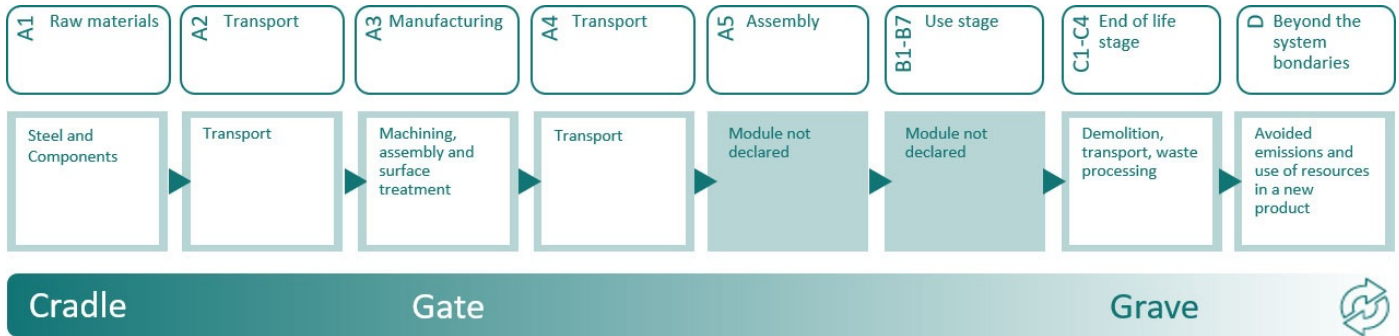 A1 Raw materials
A2 Transport
A3 Manufacturing
A4 Transport
A5 Assembly
B1-B7 Use stage
C1-C4 End of life
stage
D Beyond the
system
bondaries
Steel and
Components
Transport
Machining,
assembly and
surface
treatment
Transport
Module not
declared
Module not
declared
Demolition,
transport, waste
processing
Avoided
emissions and
use of resources
in a new
product
Cradle
Gate
Grave